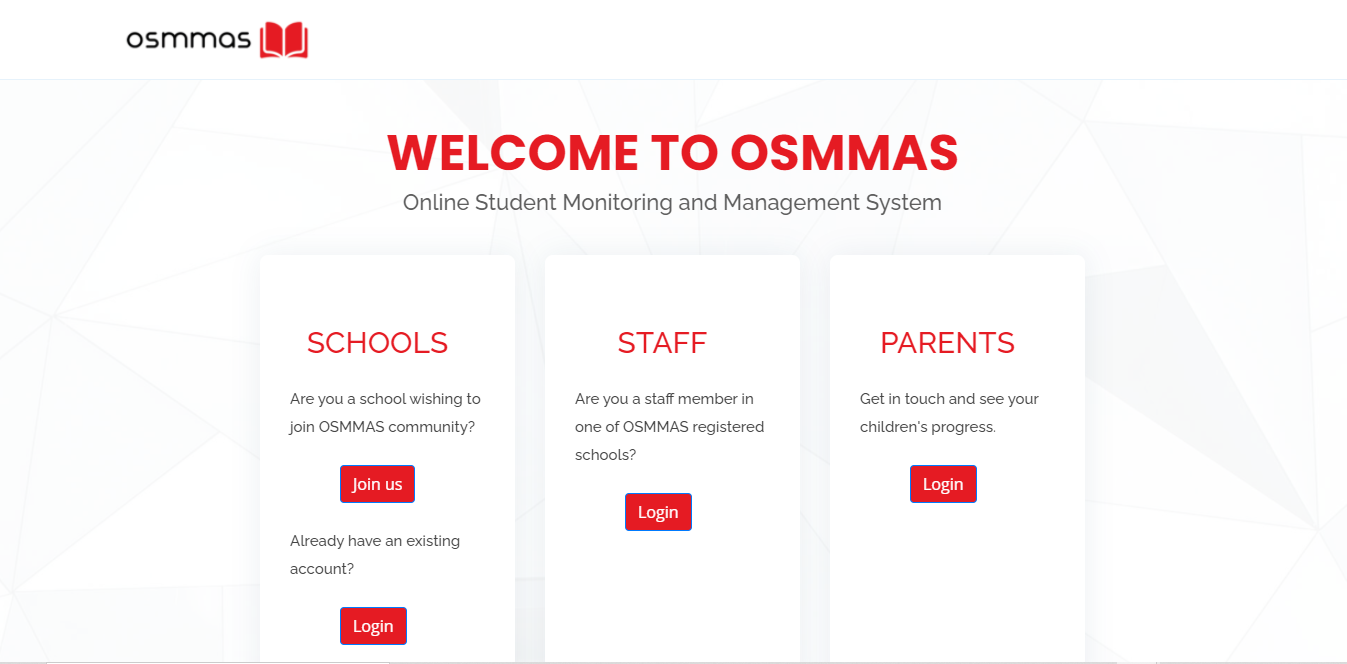 osmmas
WELCOME TO OSMMAS
Online Student Monitoring and Management System
SCHOOLS
Are you a school wishing to
join OSMMAS community?
Join us
Already have an existing
account?
Login
STAFF
Are you a staff member in
one of OSMMAS registered
schools?
Login
PARENTS
Get in touch and see your
children's progress.
Login